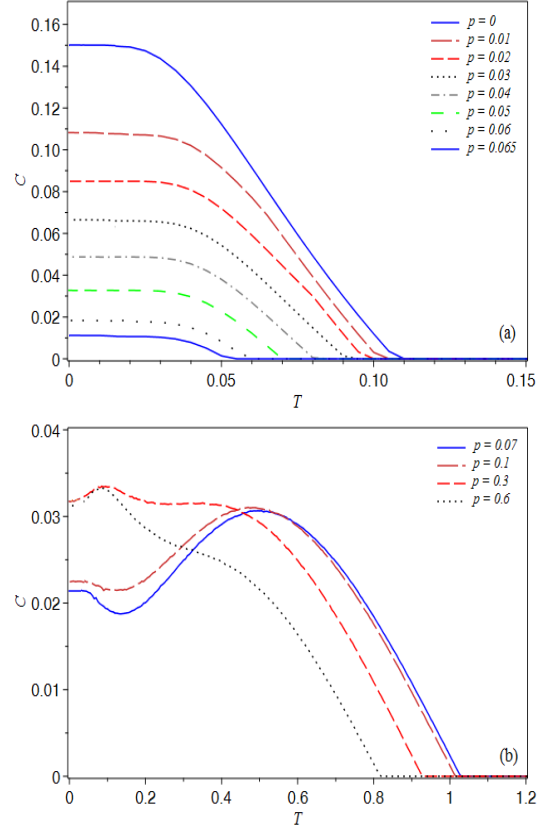 0.16
p = 0
p = 0.01
0.14
p = 0.02
p = 0.03
0.12
p = 0.04
p = 0.05
0.10
p = 0.06
p = 0.065
C
0.08
0.06
0.04
0.02
(a)
0
0 0.05 0.10 0.15
T
0.04
p = 0.07
p = 0.1
p = 0.3
p = 0.6
0.03
C
0.02
0.01
(b)
0
0 0.2 0.4 0.6 0.8 1 1.2
T